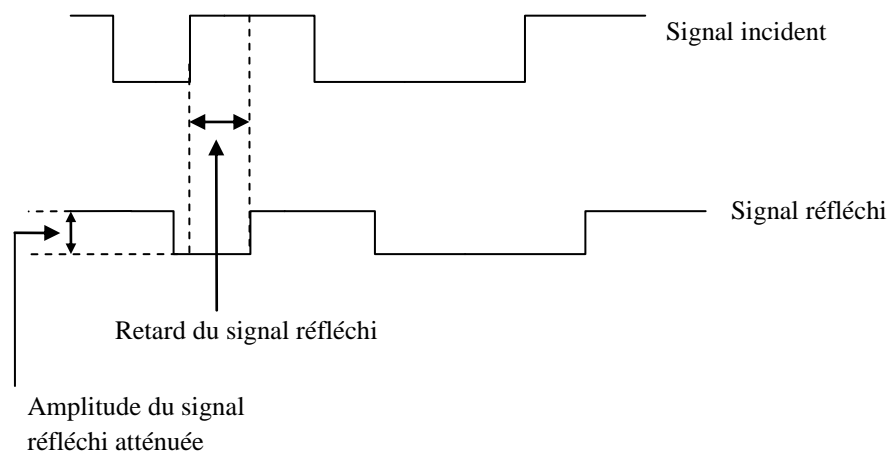 Signal incident
Signal réfléchi
Retard du signal réfléchi
Amplitude du signal
réfléchi atténuée